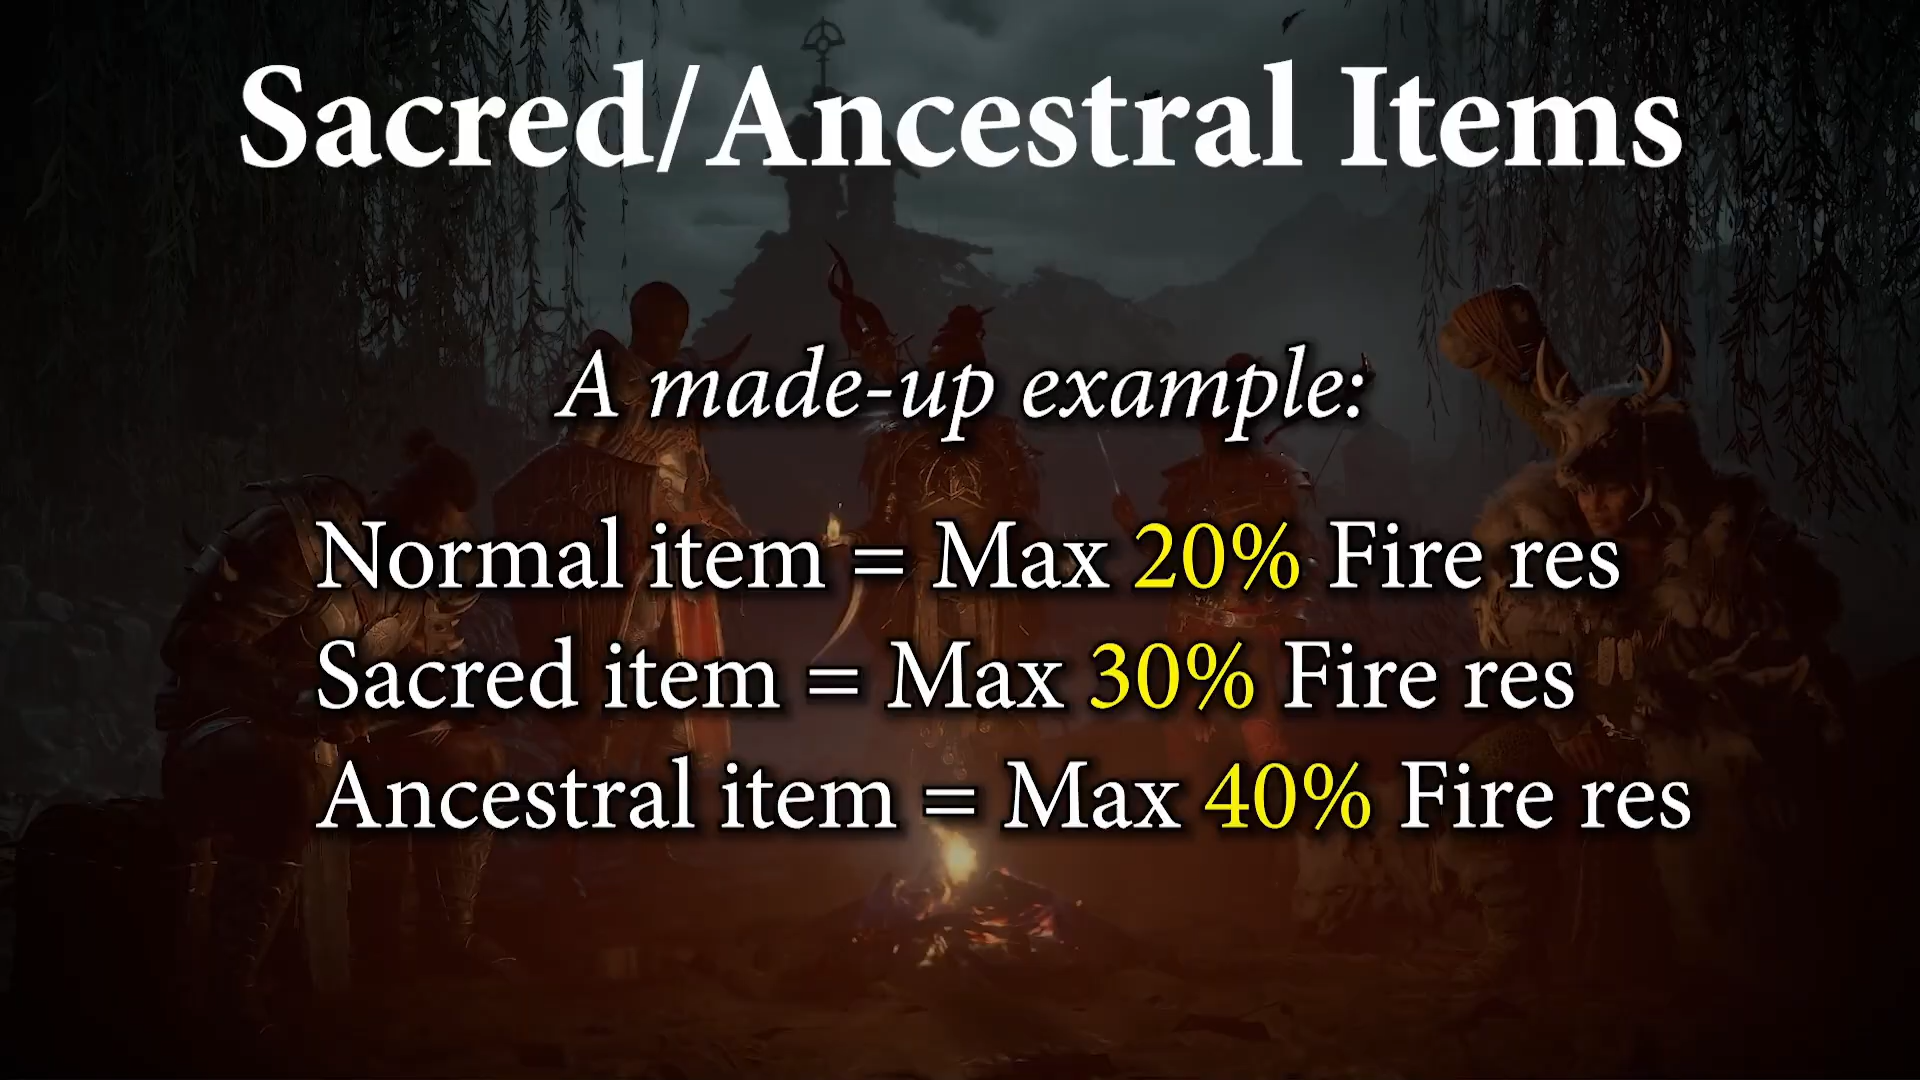 Sacred/Ancestral Items
A made-up example:
Normal item = Max 20% Fire res
Sacred item = Max 30% Fire res
Ancestral item = Max 40% Fire res